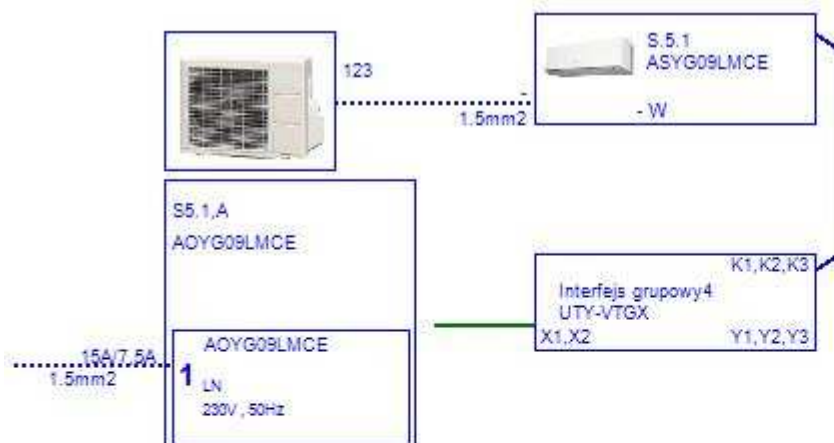 123
-
1.5mm2
S.5.1
ASYG09LMCE
- W
S5.1,A
AOYG09LMCE
K1,K2,K3
Interfejs grupowy4
UTY-VTGX
X1,X2
Y1,Y2,Y3
15A/7.5A
1.5mm2
AOYG09LMCE
1
LN
230V , 50Hz